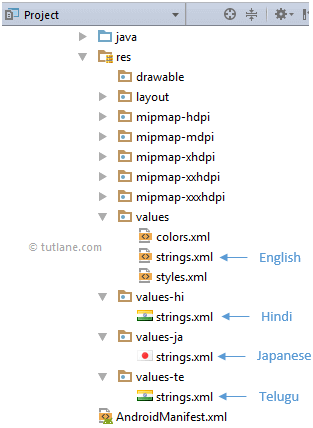 Project
java
res
drawable
layout
mipmap-hdpi
mipmap-mdpi
mipmap-xhdpi
mipmap-xxhdpi
mipmap-xxxhdpi
values
colors.xml
© tutlane.com
strings.xml English
styles.xml
values-hi
strings.xml Hindi
values-ja
strings.xml Japanese
values-te
strings.xml Telugu
AndroidManifest.xml